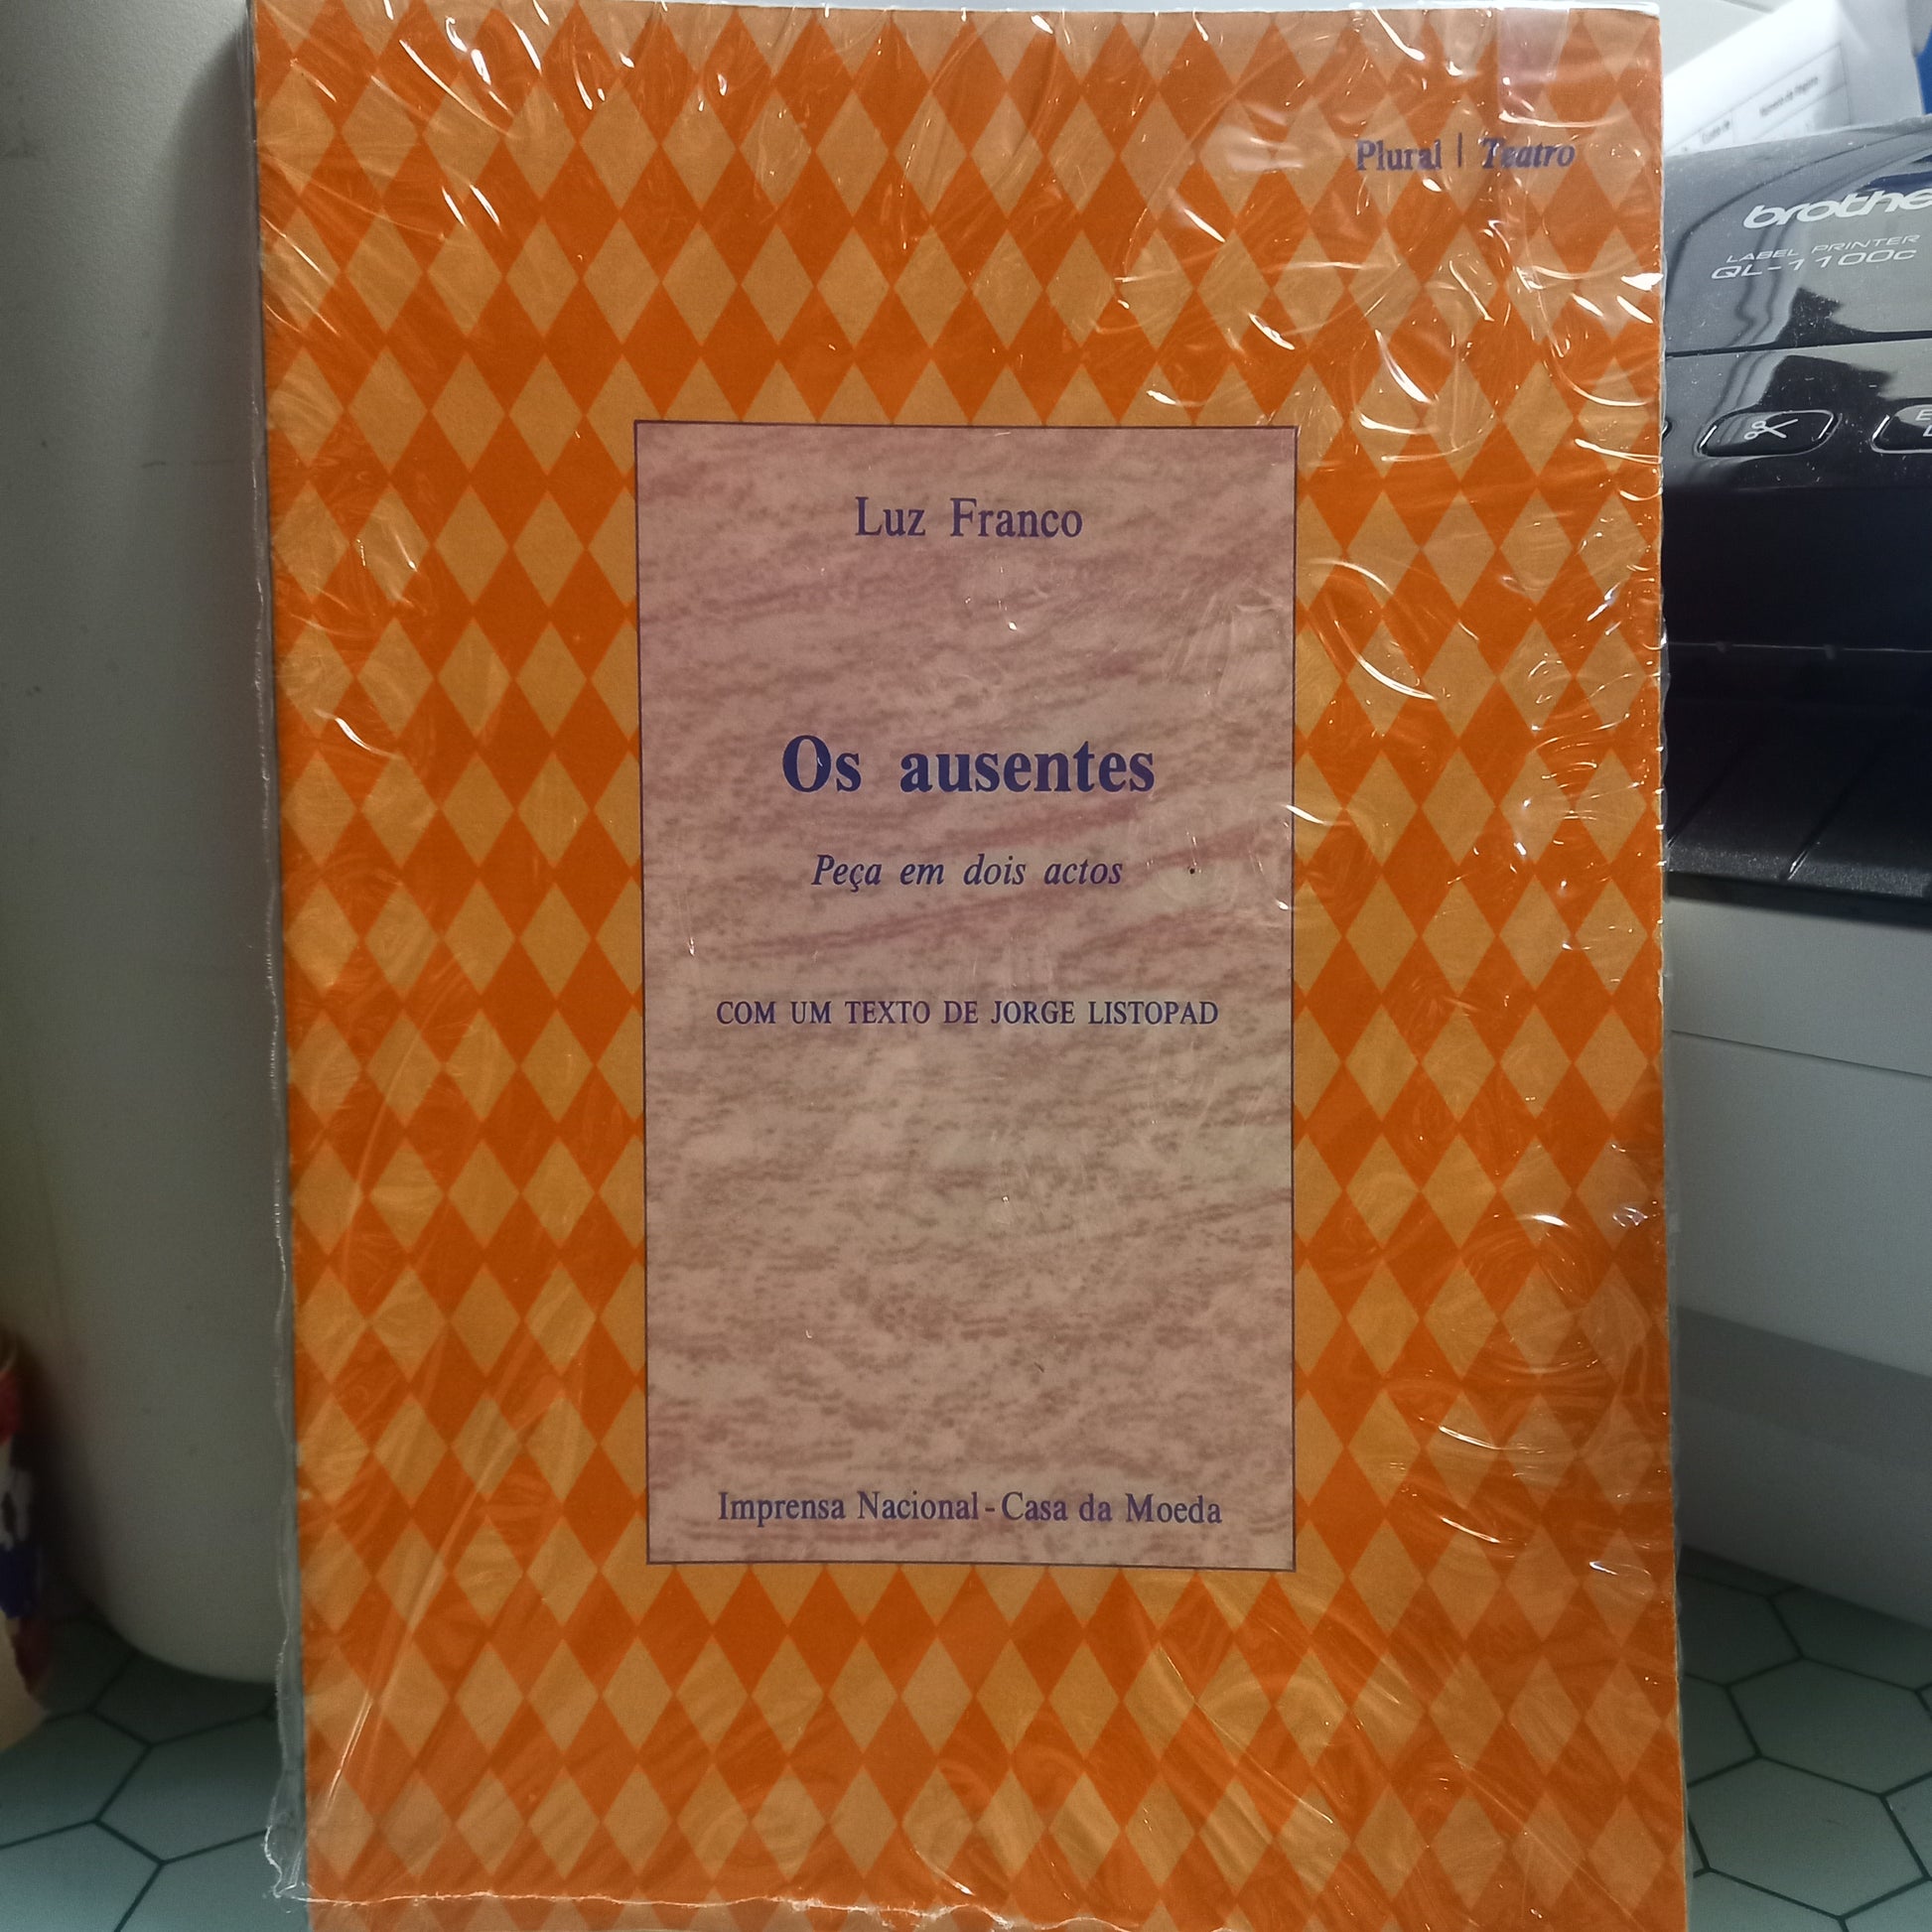 Plural | Teatro
Luz Franco
Os ausentes
Peça em dois actos
COM UM TEXTO DE JORGE LISTOPAD
Imprensa Nacional - Casa da Moeda
LABEL PRINTER
QL-1100c